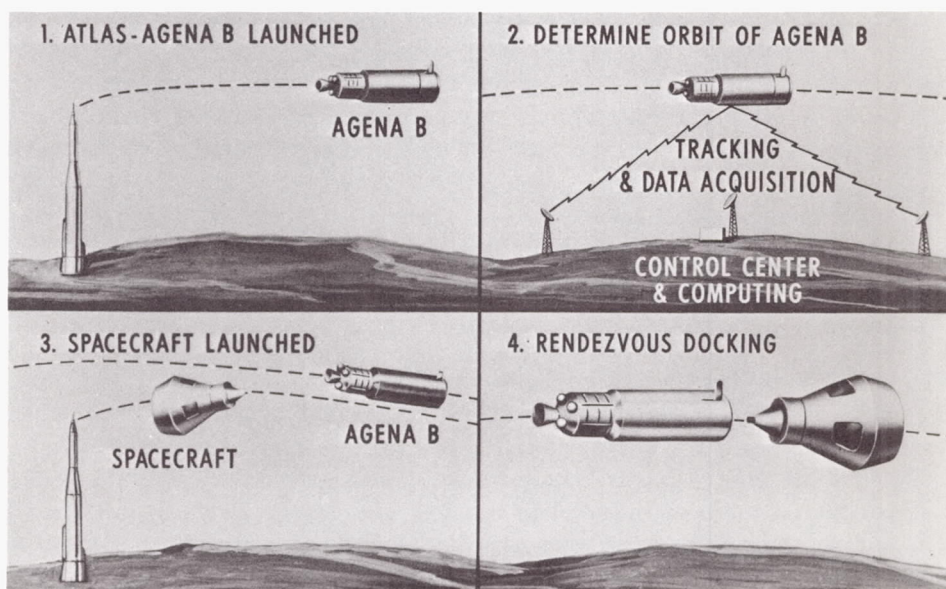 1. ATLAS-AGENA B LAUNCHED
AGENA B
2. DETERMINE ORBIT OF AGENA B
TRACKING
& DATA ACQUISITION
CONTROL CENTER
& COMPUTING
3. SPACECRAFT LAUNCHED
SPACECRAFT
AGENA B
4. RENDEZVOUS DOCKING